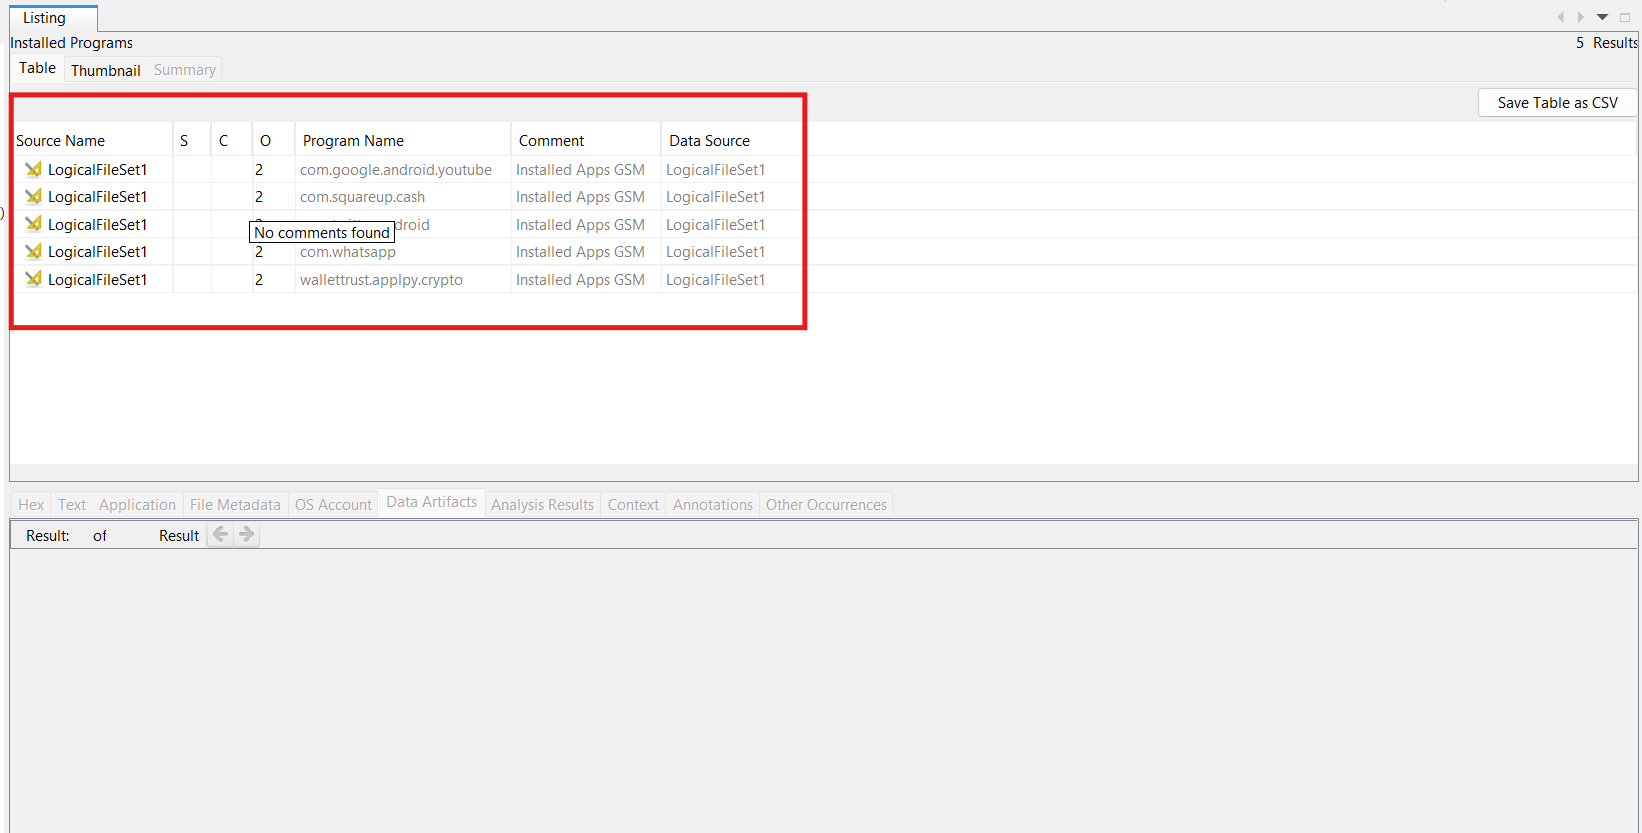 Listing
Installed Programs 5 Results
Table Thumbnail Summary
Save Table as CSV
Source Name S C O Program Name Comment Data Source
LogicalFileSet1 2 com.google.android.youtube Installed Apps GSM LogicalFileSet1
LogicalFileSet1 2 com.squareup.cash Installed Apps GSM LogicalFileSet1
)
LogicalFileSet1 droid Installed Apps GSM LogicalFileSet1
No comments found
LogicalFileSet1 2 com.whatsapp Installed Apps GSM LogicalFileSet1
LogicalFileSet1 2 wallettrust.applpy.crypto Installed Apps GSM LogicalFileSet1
Hex Text Application File Metadata OS Account Data Artifacts Analysis Results Context Annotations Other Occurrences
Result: of Result